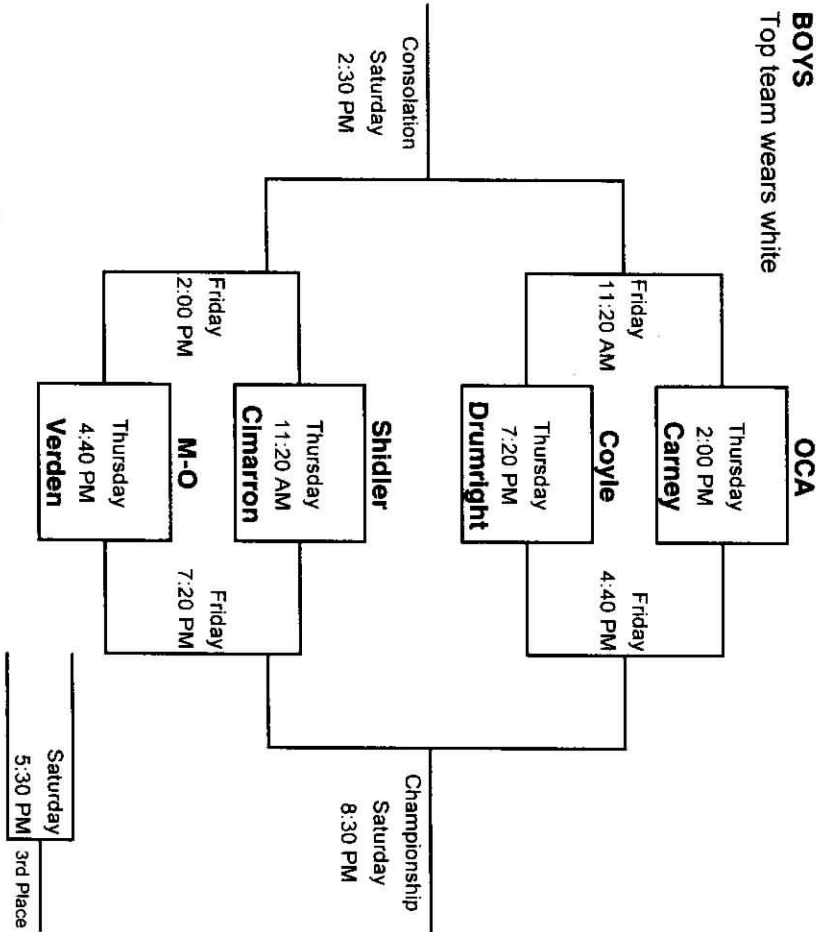 BOYS
Top team wears white
OCA
Thursday
2:00 PM
Carney
Friday
11:20 AM
Friday
4:40 PM
Coyle
Thursday
7:20 PM
Drumright
Consolation
Saturday
2:30 PM
Championship
Saturday
8:30 PM
Shidler
Thursday
11:20 AM
Cimarron
Friday
2:00 PM
Friday
7:20 PM
M-O
Thursday
4:40 PM
Verden
Saturday
5:30 PM
3rd Place